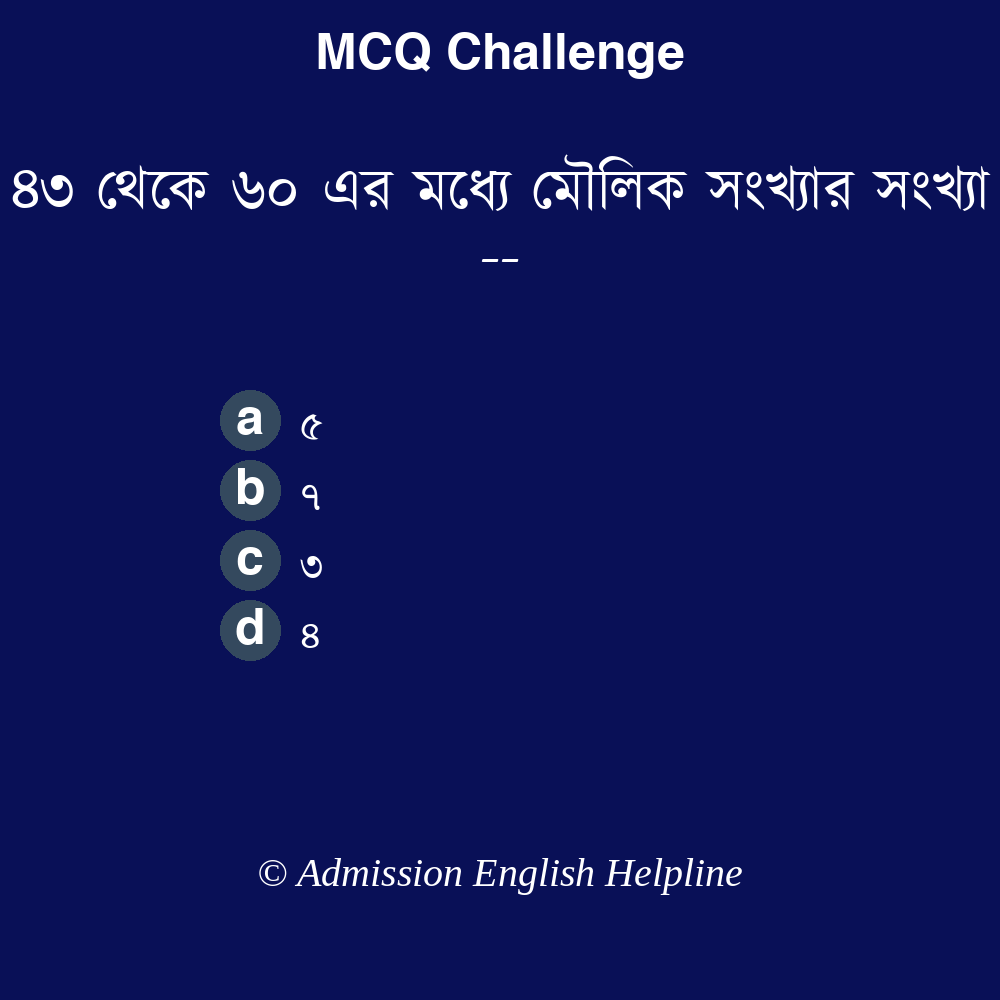 MCQ Challenge
৪৩ থেকে ৬০ এর মধ্যে মৌলিক সংখ্যার সংখ্যা
--
a ৫
b ৭
c ৩
d ৪
© Admission English Helpline